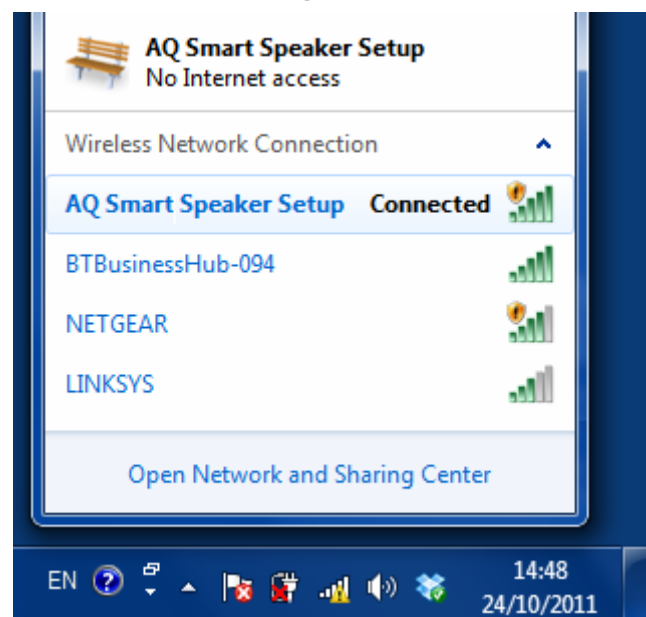 AQ Smart Speaker Setup
No Internet access
Wireless Network Connection
AQ Smart Speaker Setup Connected
BTBusinessHub-094
NETGEAR
LINKSYS
Open Network and Sharing Center
EN
14:48
24/10/2011